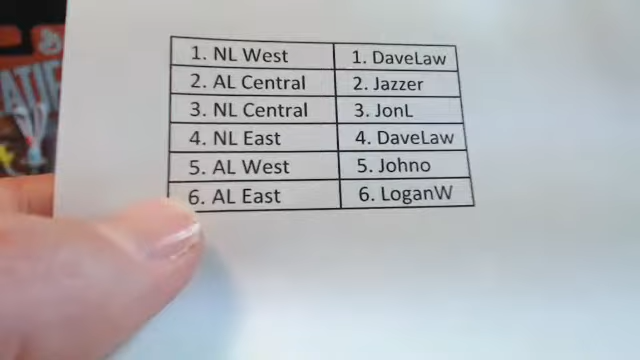 1. NL West 1. DaveLaw
2. AL Central 2. Jazzer
3. NL Central 3. JonL
4. NL East 4. DaveLaw
5. AL West 5. Johno
6. AL East 6. LoganW